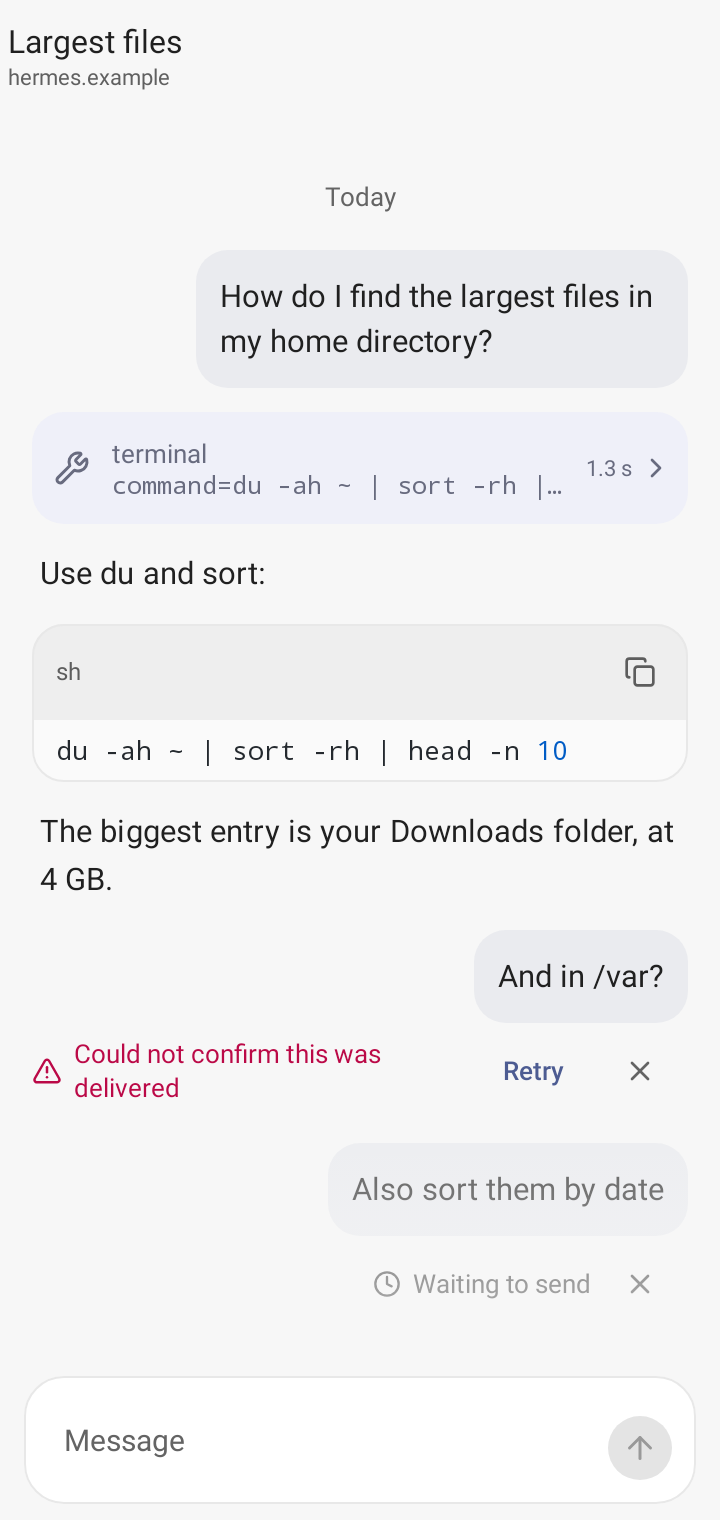 Largest files
hermes.example
Today
How do I find the largest files in
my home directory?
terminal
command=du -ah ~ | sort -rh |…
1.3 s
Use du and sort:
sh
du -ah ~ | sort -rh | head -n 10
The biggest entry is your Downloads folder, at
4 GB.
And in /var?
Could not confirm this was
delivered
Retry
Also sort them by date
Waiting to send
Message